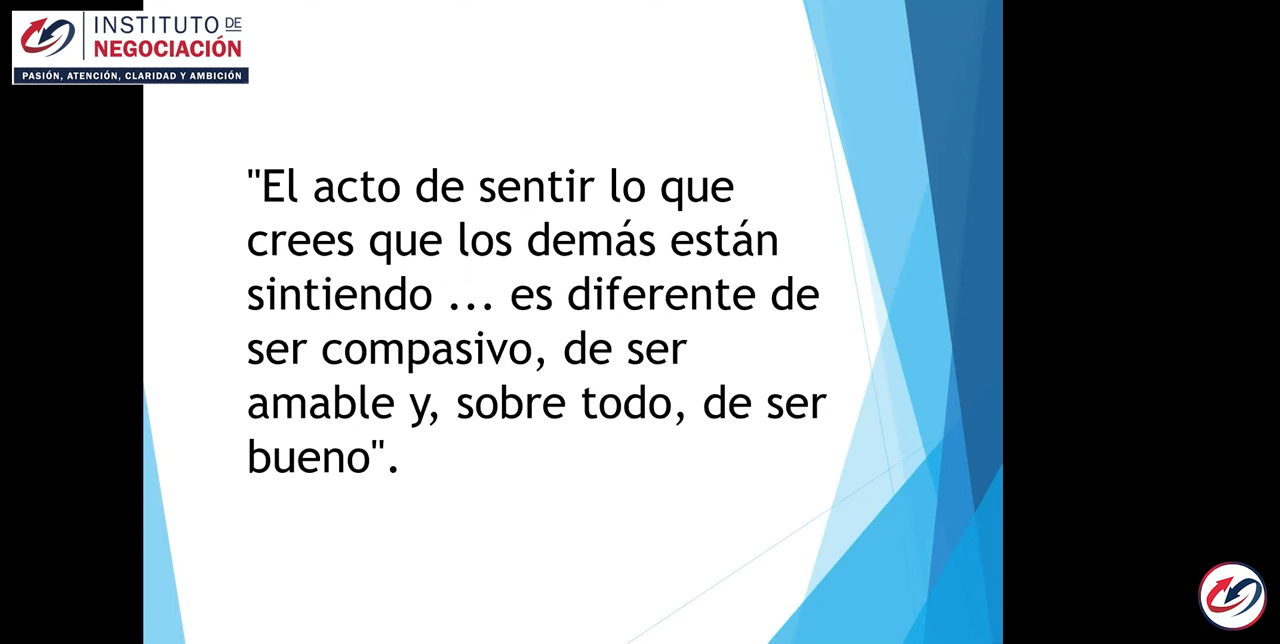 INSTITUTO DE
NEGOCIACIÓN
PASIÓN, ATENCIÓN, CLARIDAD Y AMBICIÓN
"El acto de sentir lo que
crees que los demás están
sintiendo ... es diferente de
ser compasivo, de ser
amable y, sobre todo, de ser
bueno".